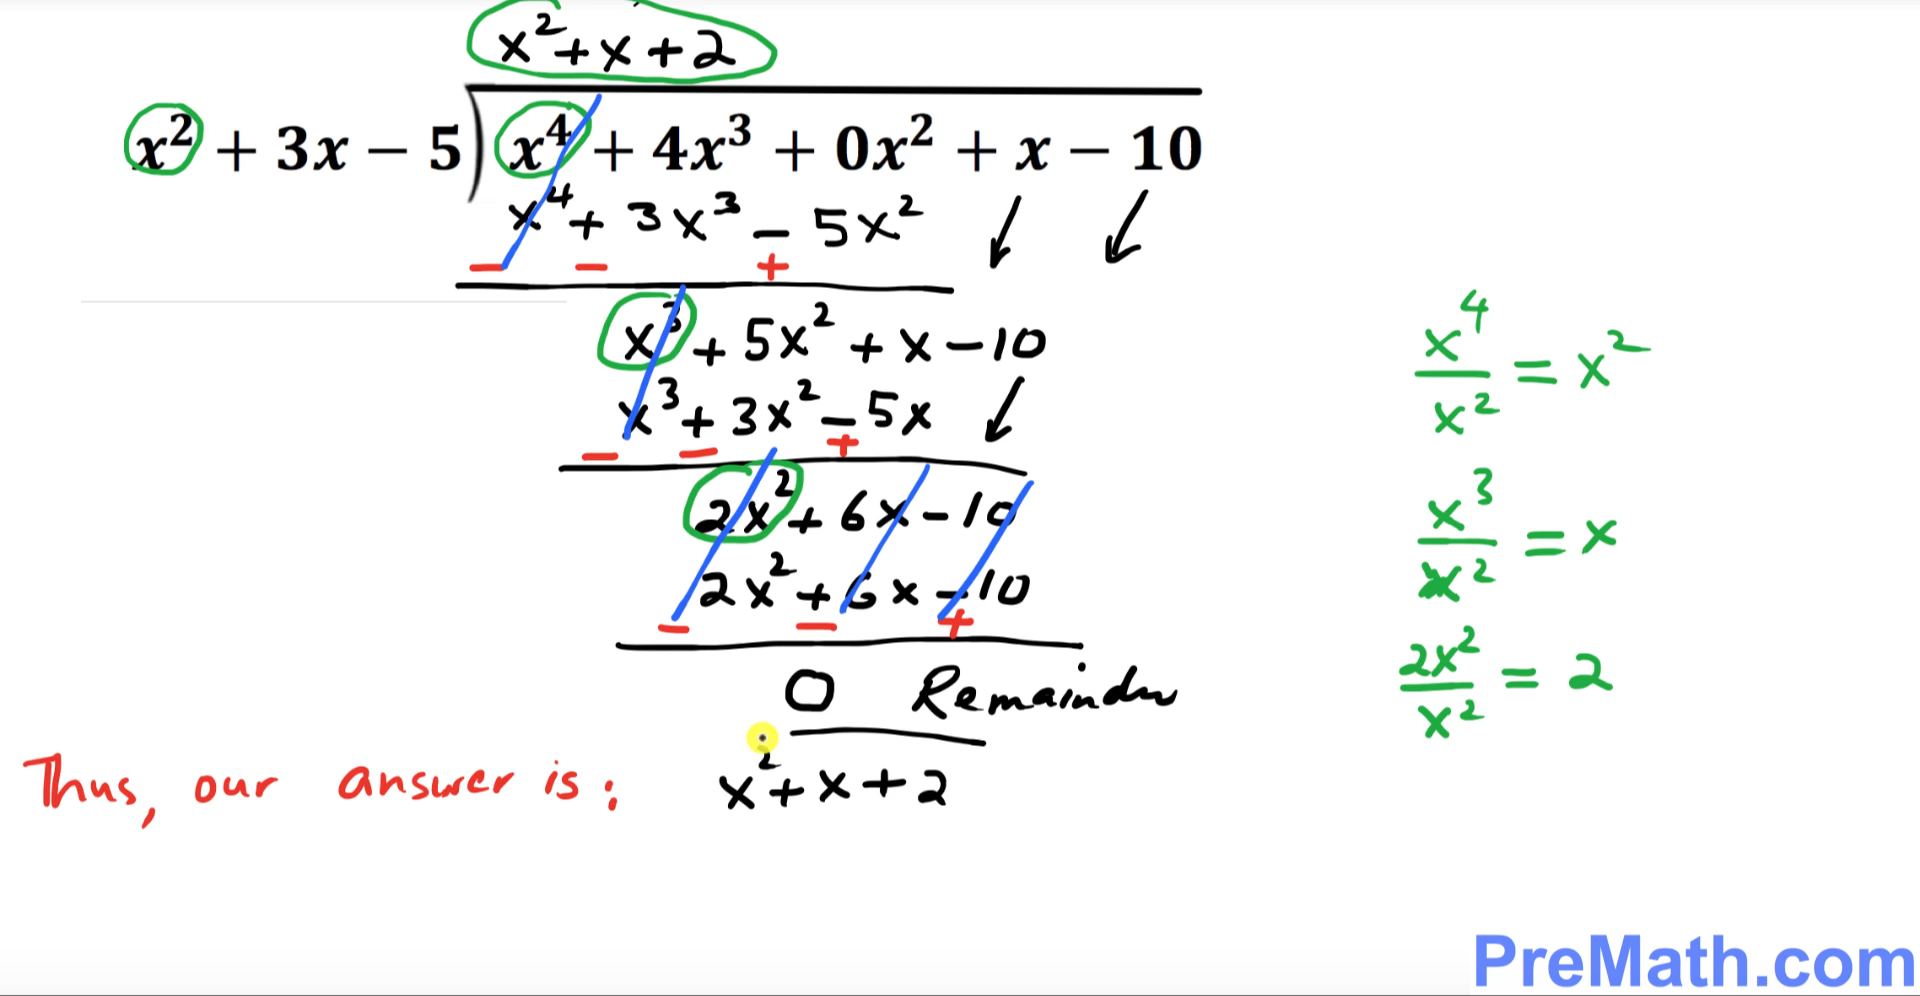 x² + x + 2
x² + 3x − 5 ) x⁴ + 4x³ + 0x² + x − 10
x⁴ + 3x³ − 5x²
− − +
x³ + 5x² + x − 10
x³ + 3x² − 5x
− − +
2x² + 6x − 10
2x² + 6x − 10
− − +
0 Remainder
Thus, our answer is: x² + x + 2
x⁴/x² = x²
x³/x² = x
2x²/x² = 2
PreMath.com